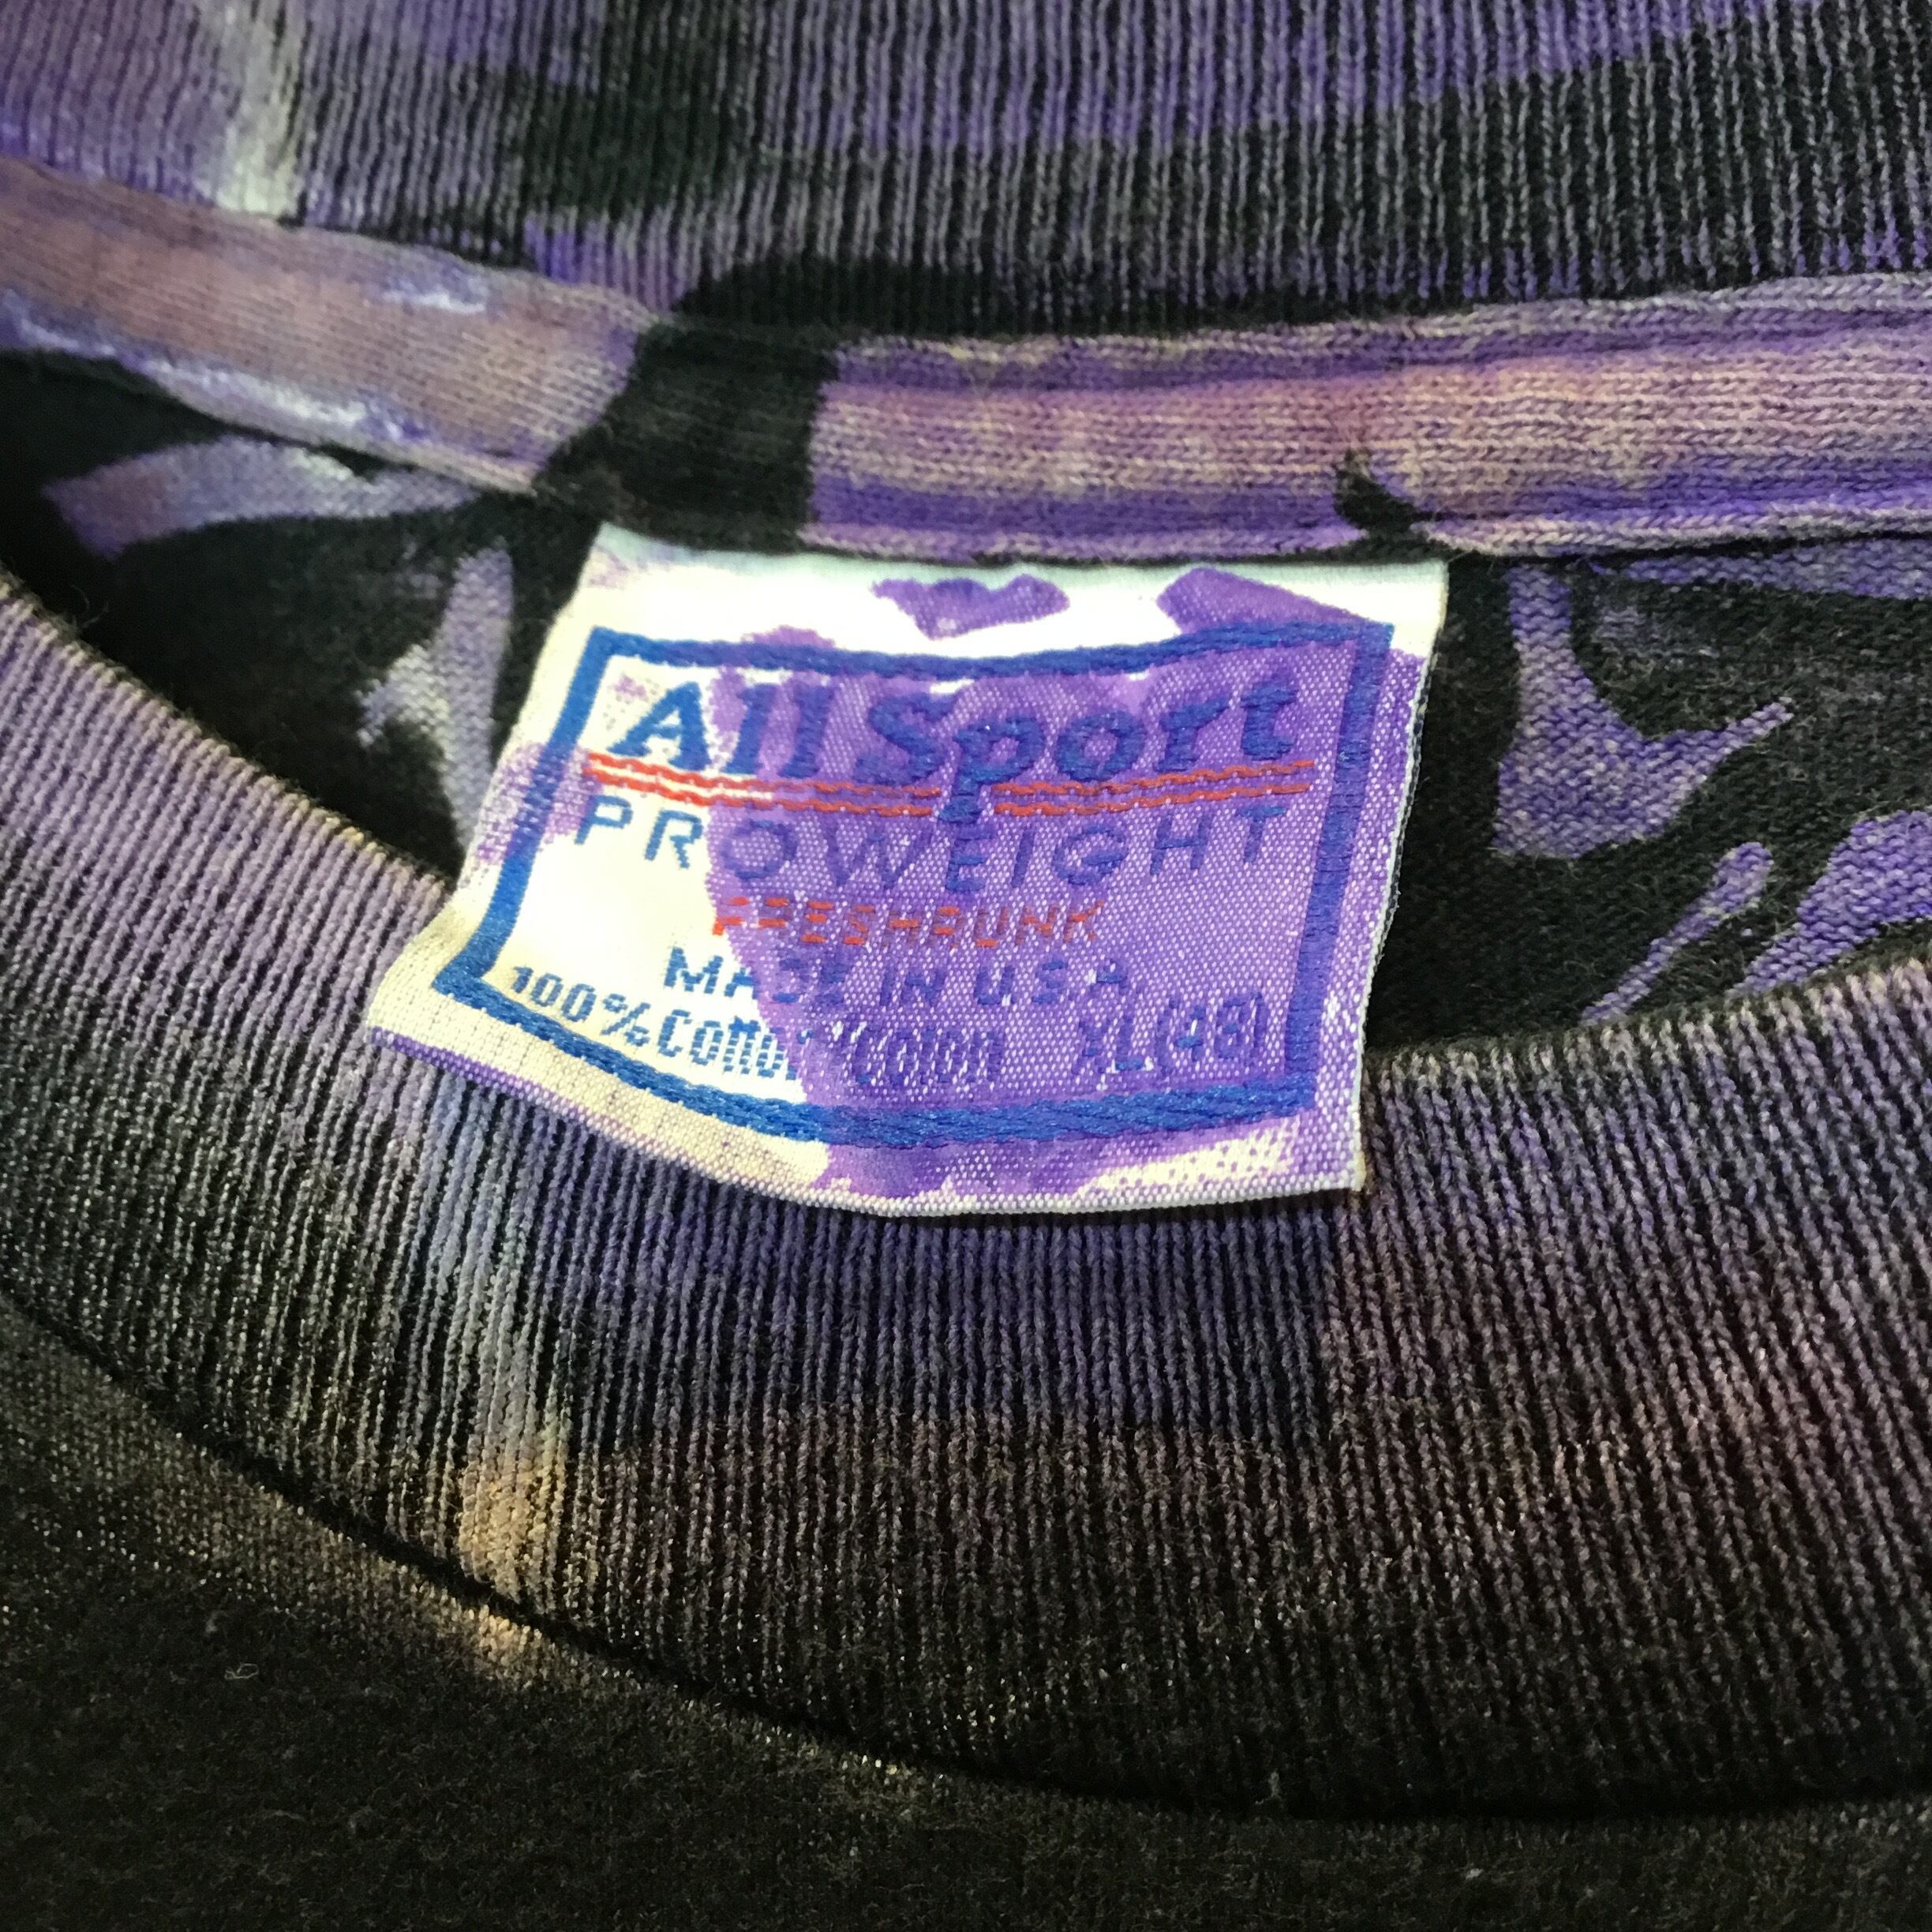 All Sport
PROWEIGHT
PRESHRUNK
MADE IN U.S.A.
100% COTTON/COTON XL(48)